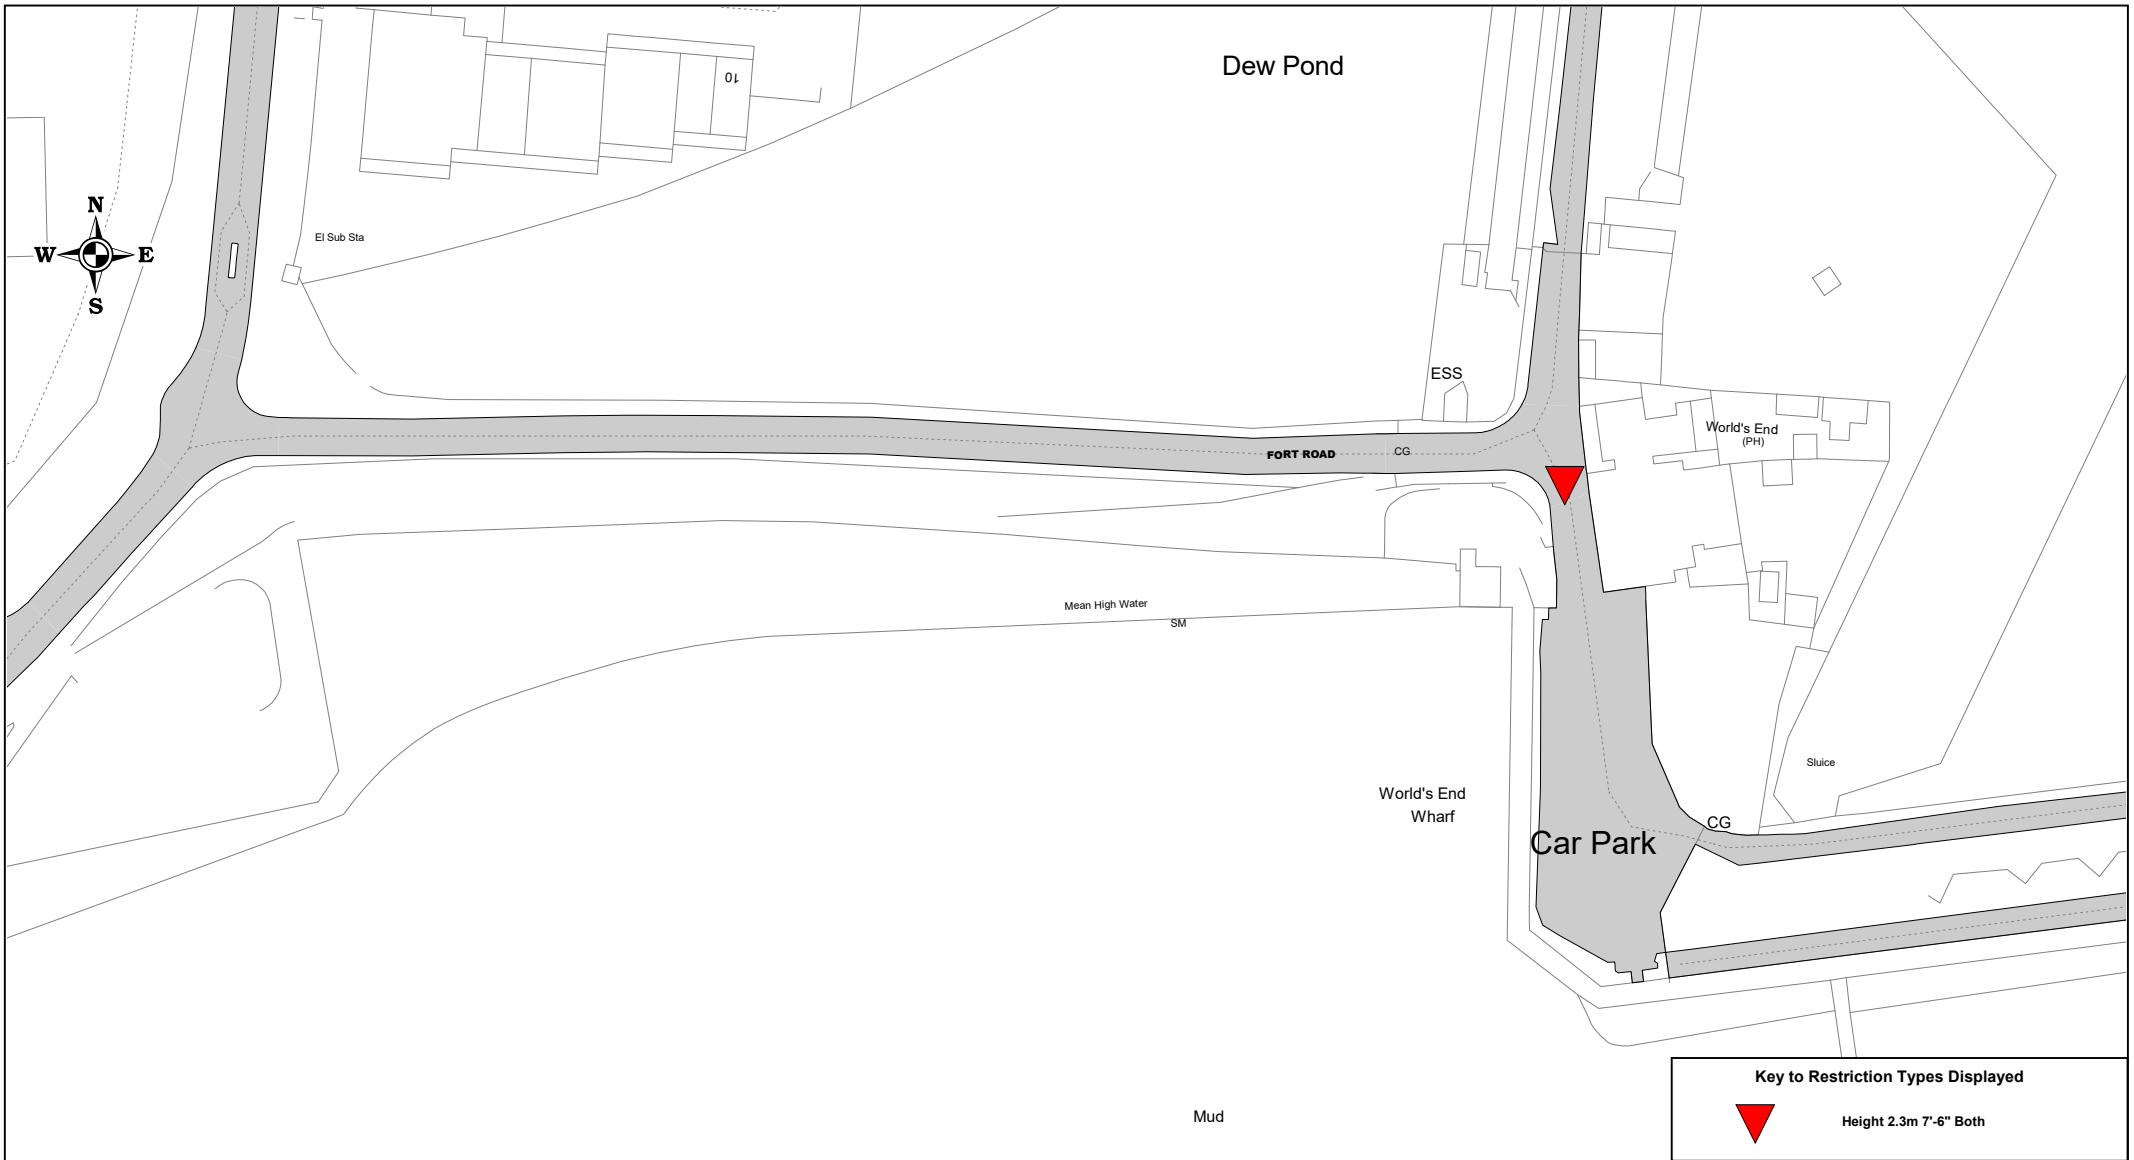 Dew Pond
10
N
W E
S
El Sub Sta
ESS
World's End
(PH)
FORT ROAD
CG
Mean High Water
SM
Sluice
World's End
Wharf
CG
Car Park
Key to Restriction Types Displayed
Height 2.3m 7'-6" Both
Mud